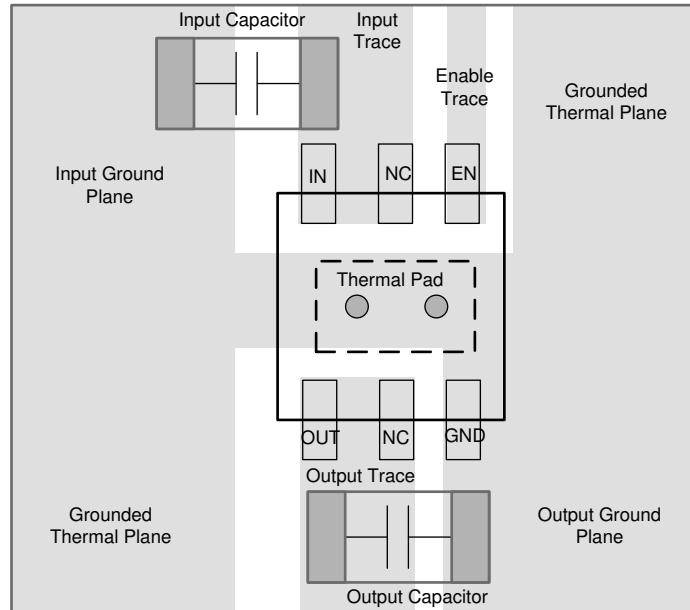 Input Capacitor
Input
Trace
Enable
Trace
Grounded
Thermal Plane
Input Ground
Plane
IN
NC
EN
Thermal Pad
OUT
NC
GND
Output Trace
Grounded
Thermal Plane
Output Ground
Plane
Output Capacitor